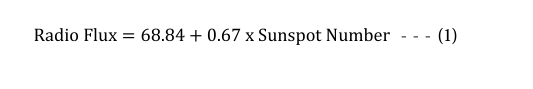 Radio Flux = 68.84 + 0.67 x Sunspot Number - - - (1)